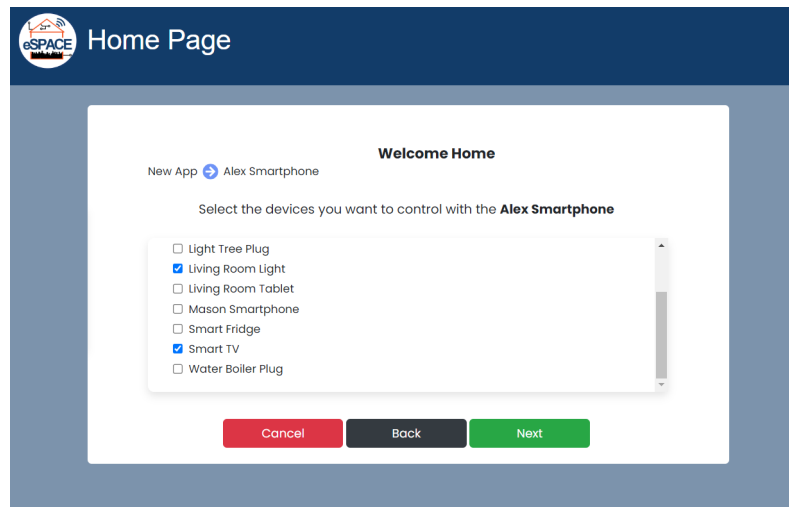 eSPACE
Home Page
Welcome Home
New App Alex Smartphone
Select the devices you want to control with the Alex Smartphone
Light Tree Plug
Living Room Light
Living Room Tablet
Mason Smartphone
Smart Fridge
Smart TV
Water Boiler Plug
Cancel Back Next